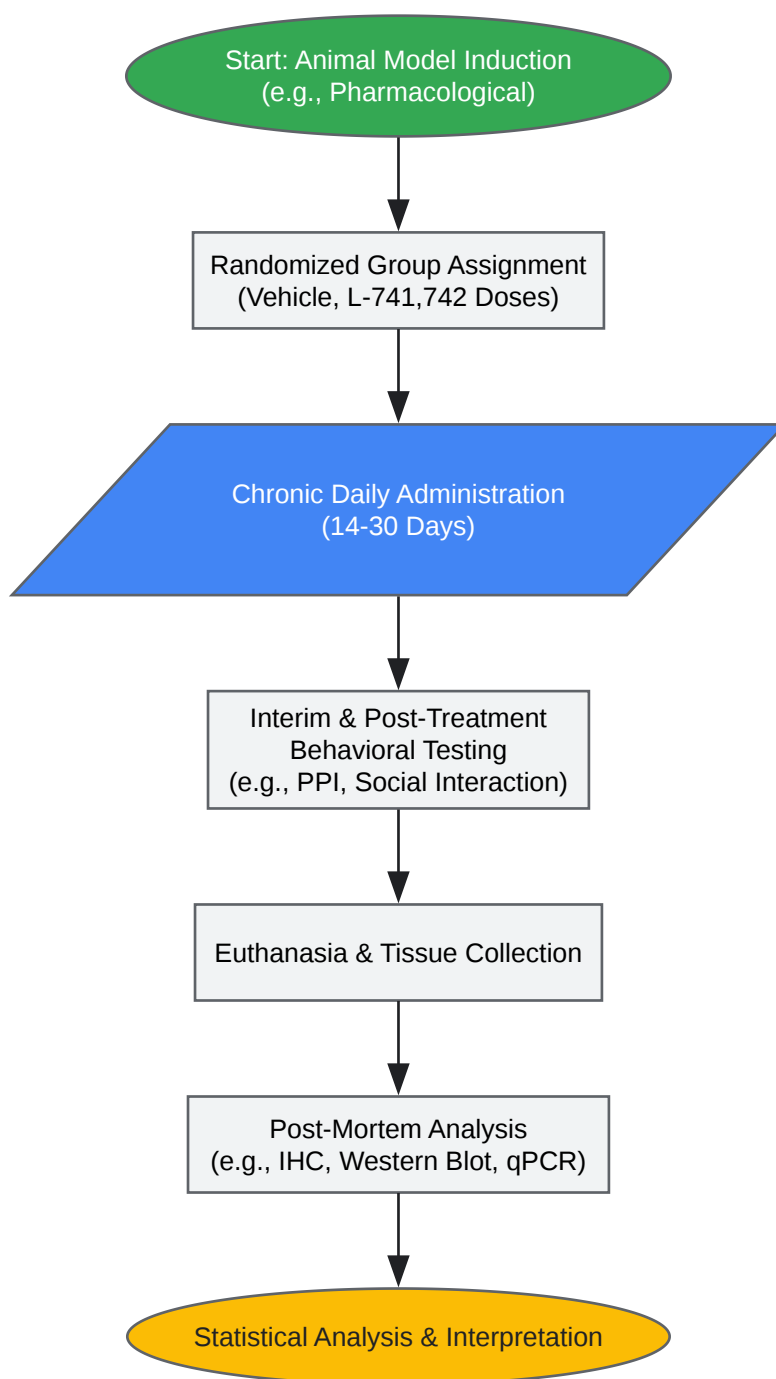 Start: Animal Model Induction
(e.g., Pharmacological)
Randomized Group Assignment
(Vehicle, L-741,742 Doses)
Chronic Daily Administration
(14-30 Days)
Interim & Post-Treatment
Behavioral Testing
(e.g., PPI, Social Interaction)
Euthanasia & Tissue Collection
Post-Mortem Analysis
(e.g., IHC, Western Blot, qPCR)
Statistical Analysis & Interpretation